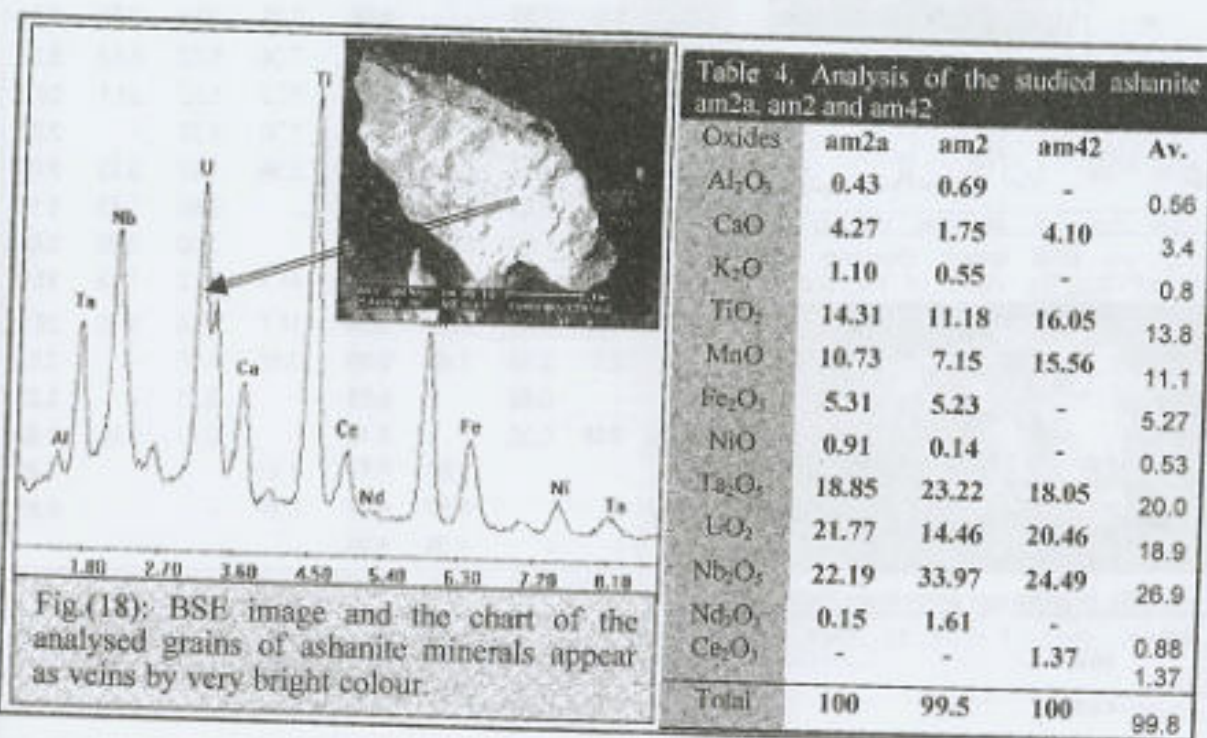 Ti
U
Nb
Ta
Ca
Al
Ce
Nd
Fe
Ni
Ta
1.80 2.70 3.60 4.50 5.40 6.30 7.20 8.10
Fig.(18): BSE image and the chart of the
analysed grains of ashanite minerals appear
as veins by very bright colour.
Table 4. Analysis of the studied ashanite
am2a, am2 and am42
Oxides am2a am2 am42 Av.
Al₂O₃ 0.43 0.69 - 0.56
CaO 4.27 1.75 4.10 3.4
K₂O 1.10 0.55 - 0.8
TiO₂ 14.31 11.18 16.05 13.8
MnO 10.73 7.15 15.56 11.1
Fe₂O₃ 5.31 5.23 - 5.27
NiO 0.91 0.14 - 0.53
Ta₂O₅ 18.85 23.22 18.05 20.0
UO₂ 21.77 14.46 20.46 18.9
Nb₂O₅ 22.19 33.97 24.49 26.9
Nd₂O₃ 0.15 1.61 - 0.88
Ce₂O₃ - - 1.37 1.37
Total 100 99.5 100 99.8